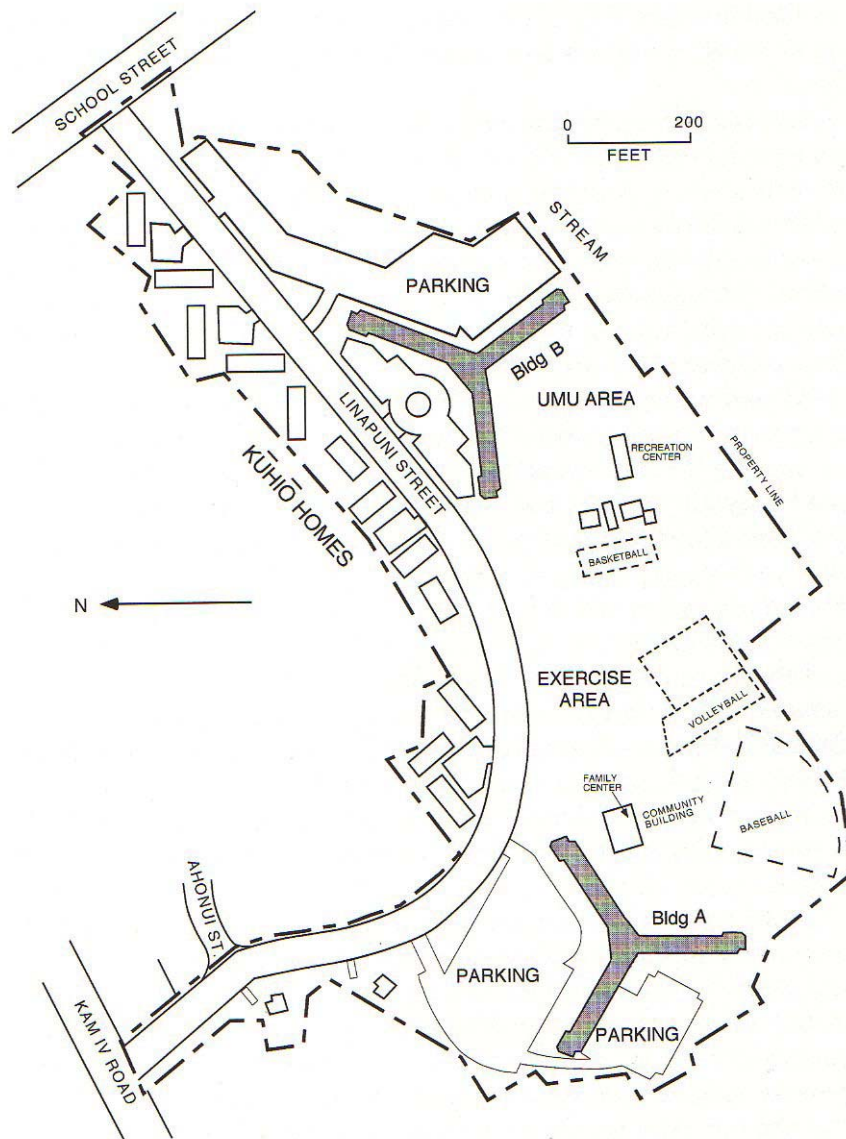 SCHOOL STREET
0 200
FEET
STREAM
PARKING
Bldg B
UMU AREA
LINAPUNI STREET
RECREATION
CENTER
PROPERTY LINE
KŪHIŌ HOMES
BASKETBALL
N
EXERCISE
AREA
VOLLEYBALL
FAMILY
CENTER
COMMUNITY
BUILDING
BASEBALL
AHONUI ST
Bldg A
PARKING
PARKING
KAM IV ROAD